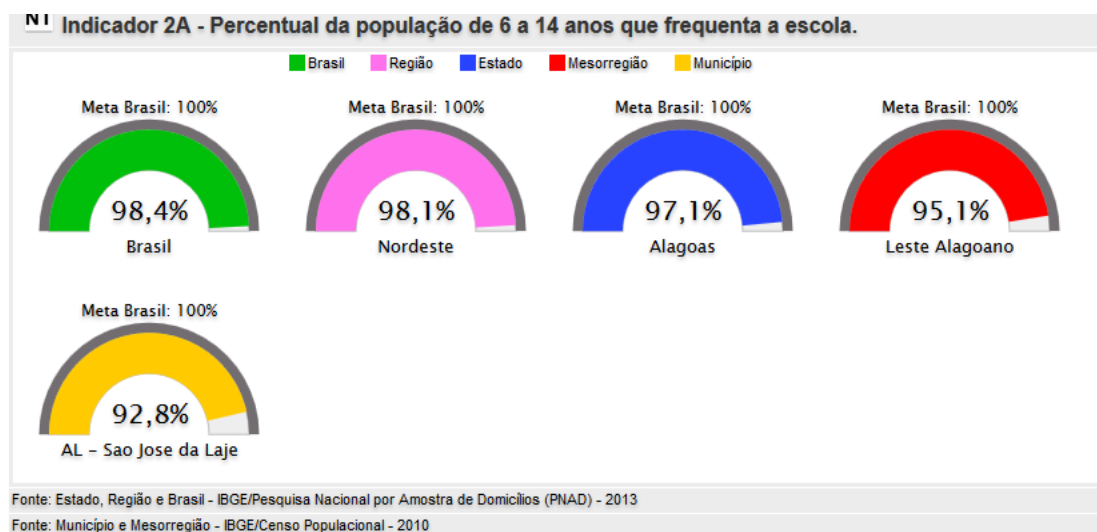 NT Indicador 2A - Percentual da população de 6 a 14 anos que frequenta a escola.
Brasil Região Estado Mesorregião Município
Meta Brasil: 100% Meta Brasil: 100% Meta Brasil: 100% Meta Brasil: 100%
98,4% 98,1% 97,1% 95,1%
Brasil Nordeste Alagoas Leste Alagoano
Meta Brasil: 100%
92,8%
AL – Sao Jose da Laje
Fonte: Estado, Região e Brasil - IBGE/Pesquisa Nacional por Amostra de Domicílios (PNAD) - 2013
Fonte: Município e Mesorregião - IBGE/Censo Populacional - 2010